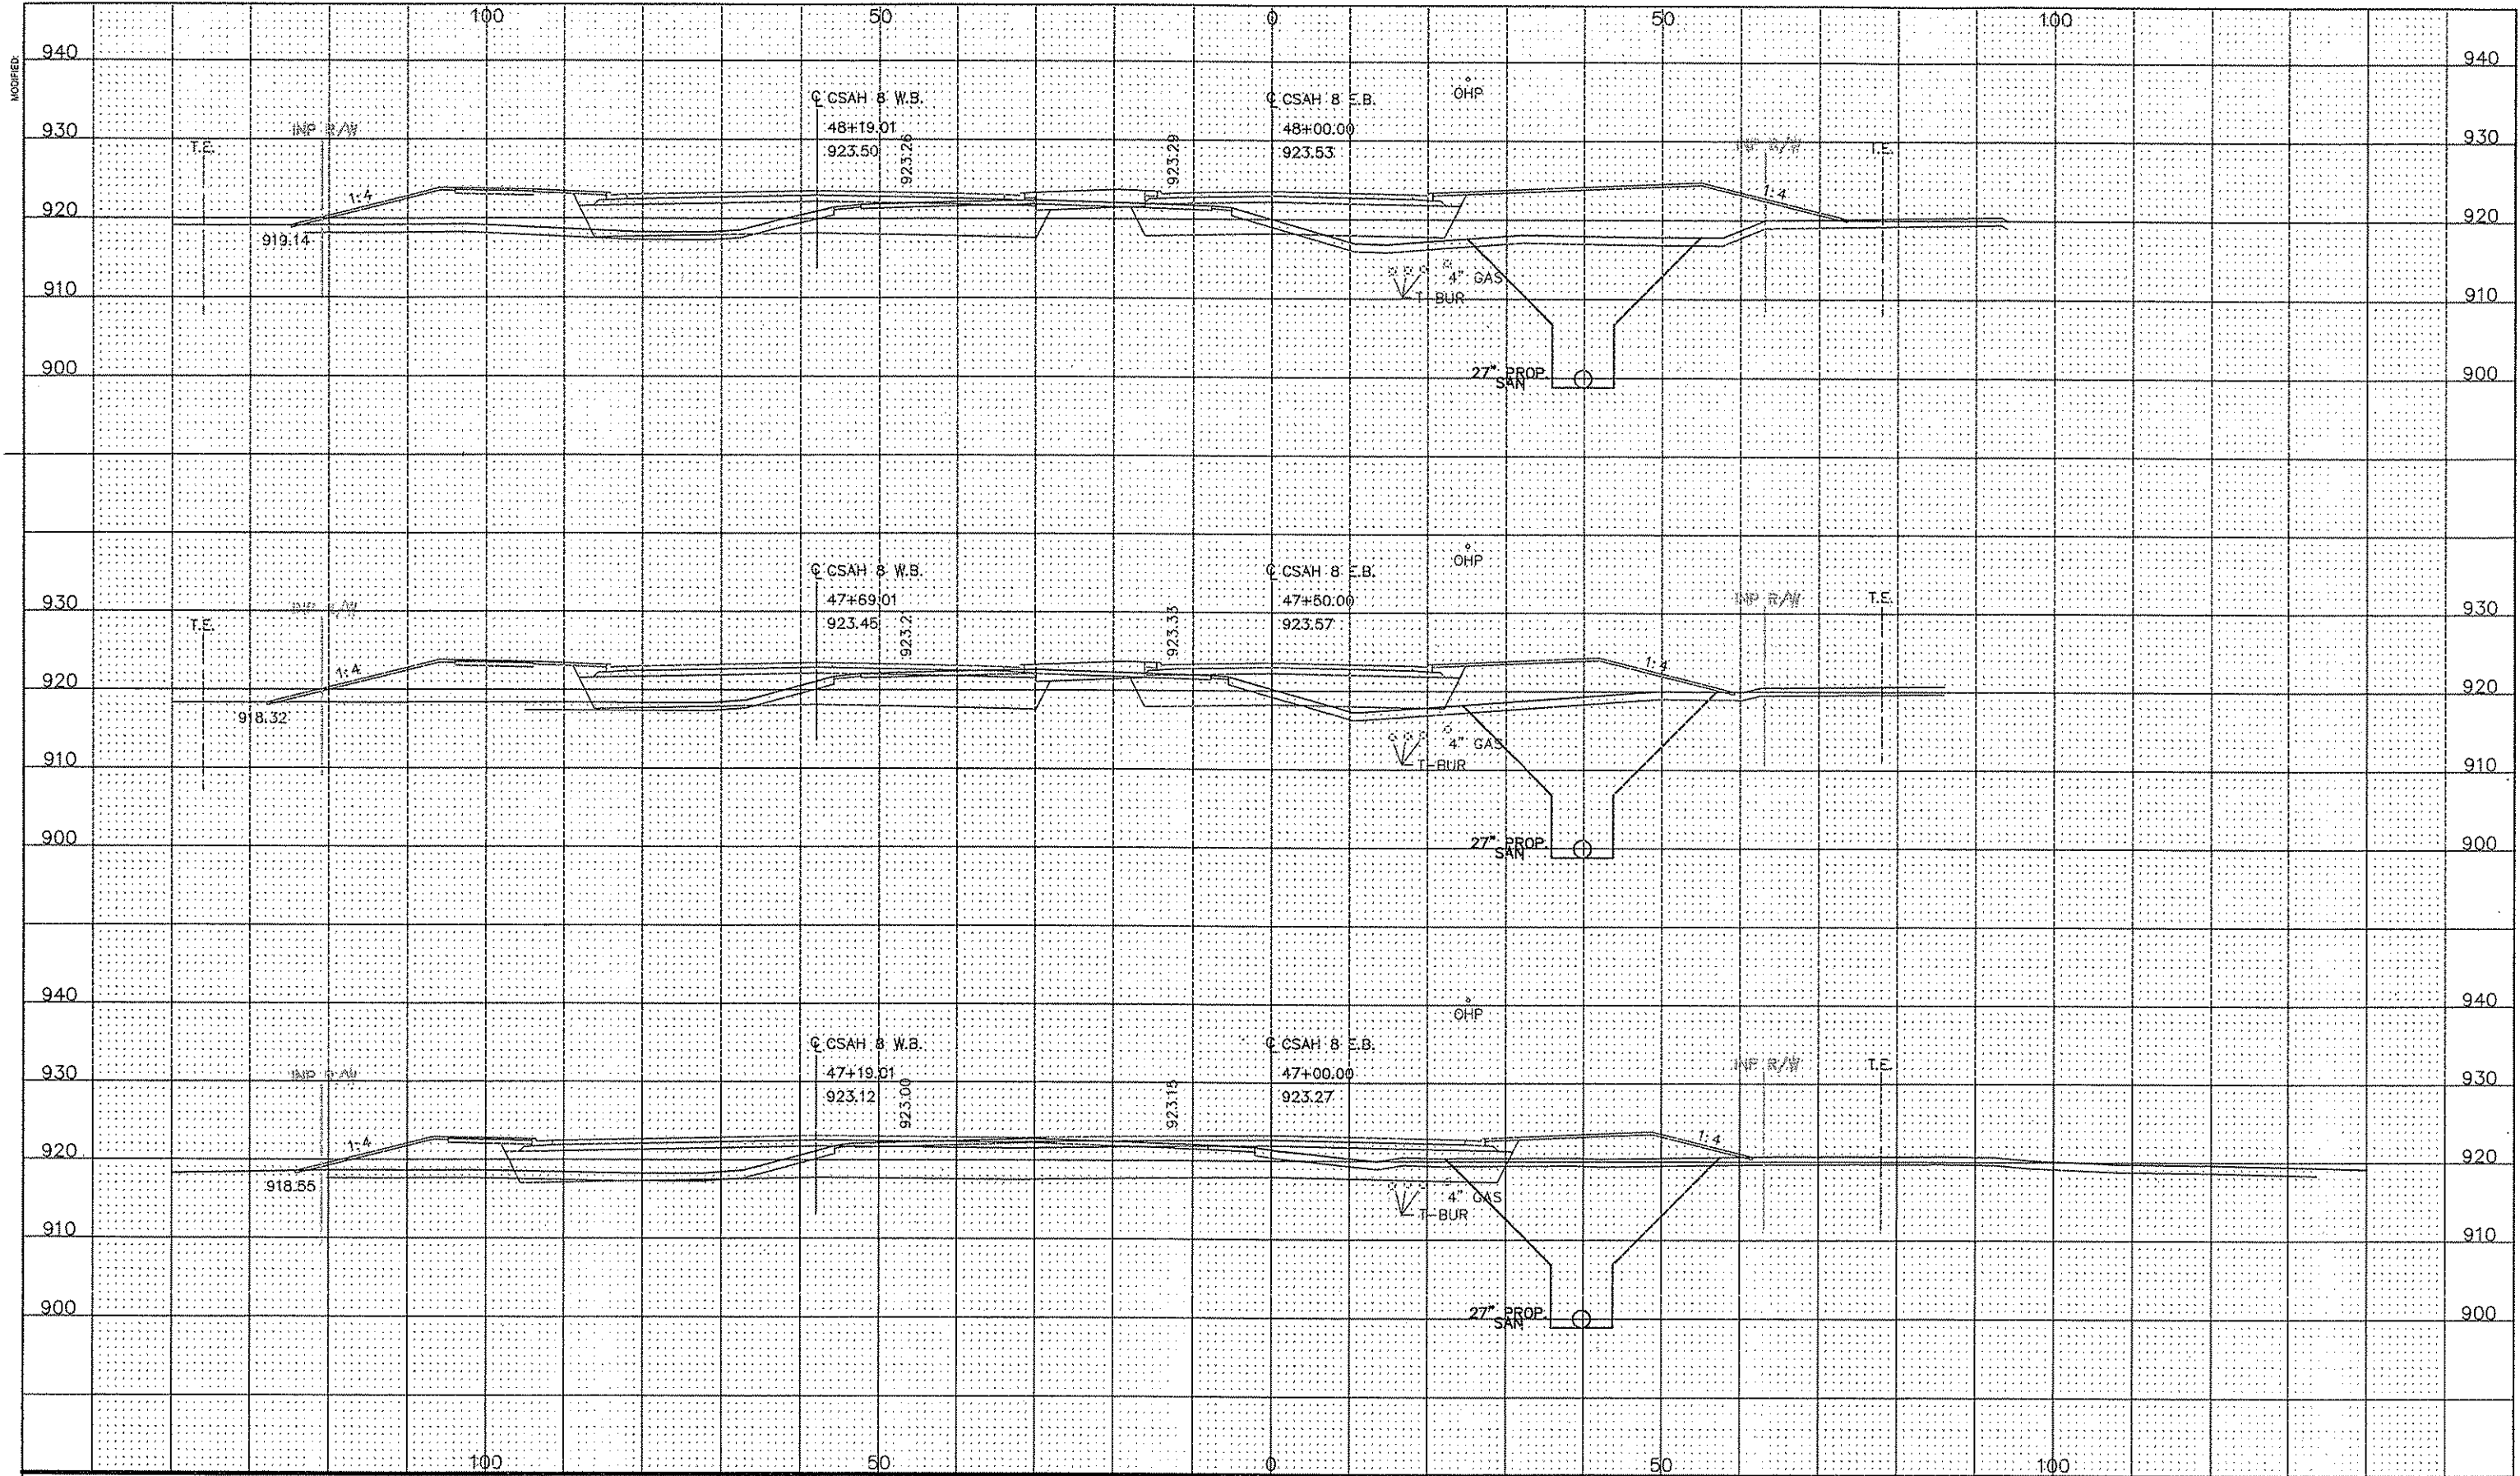 MODIFIED:
100 50 0 50 100
940 940
OHP
℄ CSAH 8 W.B. ℄ CSAH 8 E.B.
930 INP R/W 48+19.01 923.26 923.29 48+00.00 INP R/W 930
T.E. 923.50 923.53 T.E.
1:4 1:4
920 920
919.14
4" GAS
910 T-BUR 910
27" PROP.
SAN
900 900
OHP
℄ CSAH 8 W.B. ℄ CSAH 8 E.B.
930 INP R/W 47+69.01 923.21 923.33 47+50.00 INP R/W T.E. 930
T.E. 923.45 923.57
1:4 1:4
920 920
918.32
4" GAS
910 T-BUR 910
27" PROP.
SAN
900 900
940 940
OHP
℄ CSAH 8 W.B. ℄ CSAH 8 E.B.
930 INP R/W 47+19.01 923.00 923.15 47+00.00 INP R/W T.E. 930
923.12 923.27
1:4 1:4
920 920
918.55
4" GAS
T-BUR
910 910
27" PROP.
SAN
900 900
100 50 0 50 100